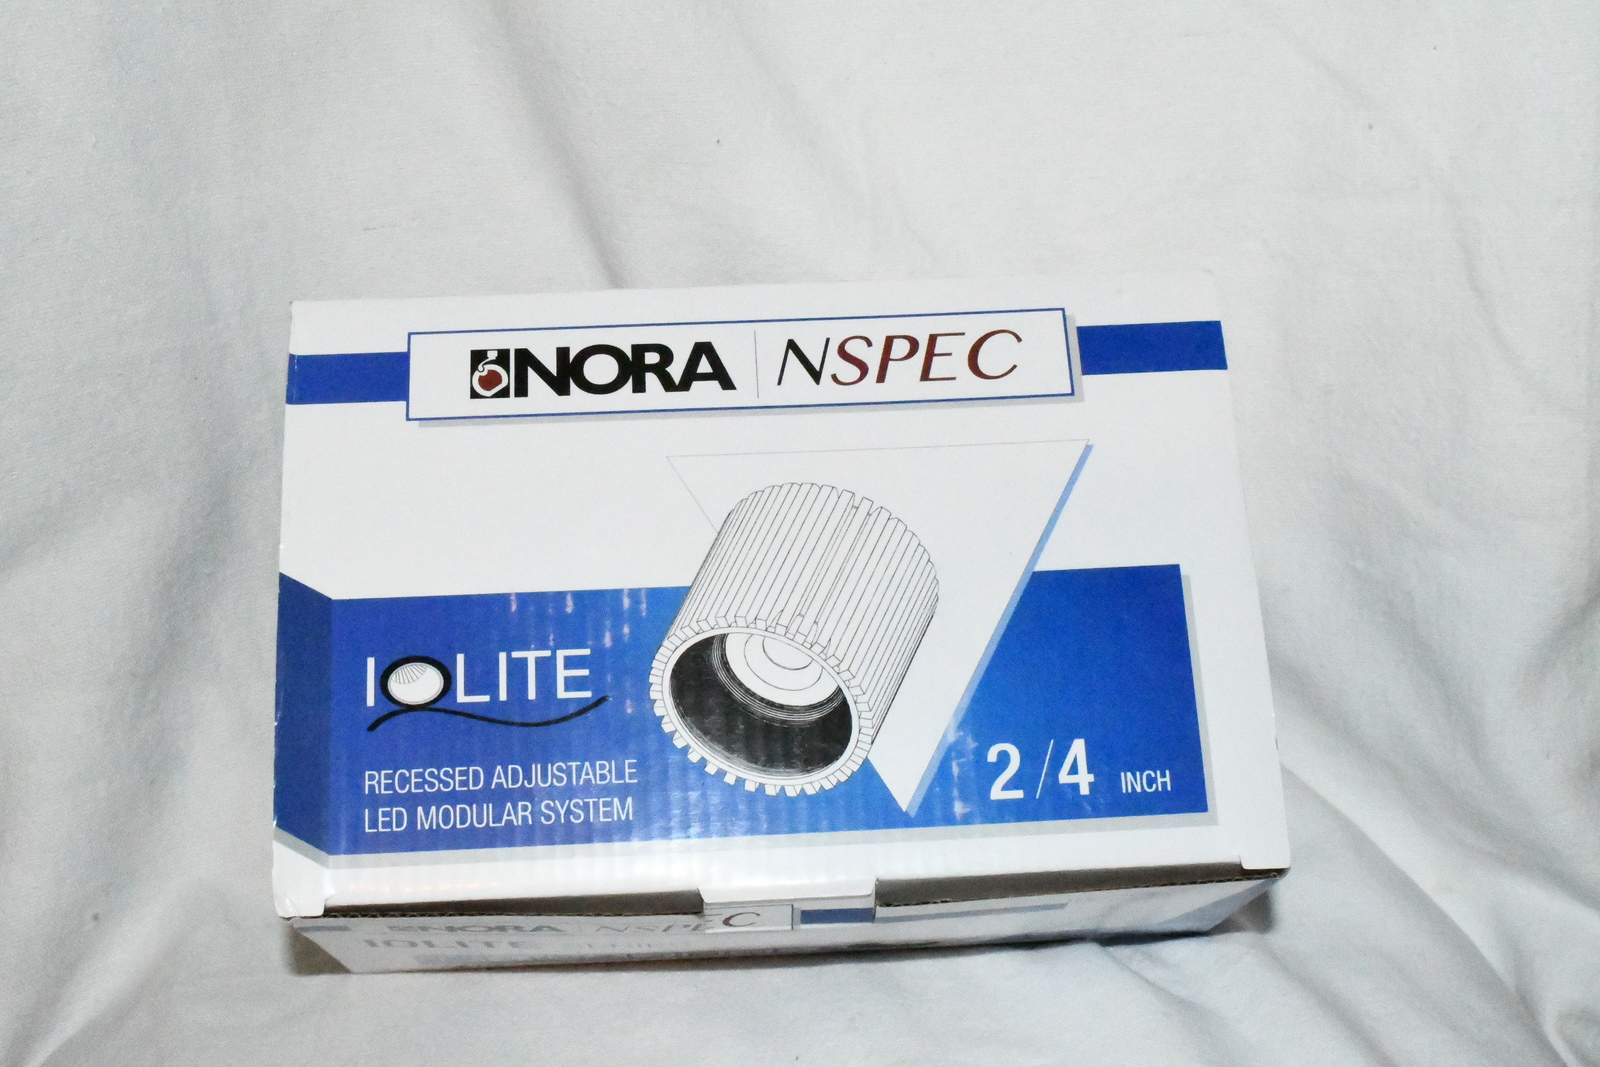 NORA NSPEC
IOLITE
RECESSED ADJUSTABLE
LED MODULAR SYSTEM
2/4 INCH
NORA NSPEC
IOLITE